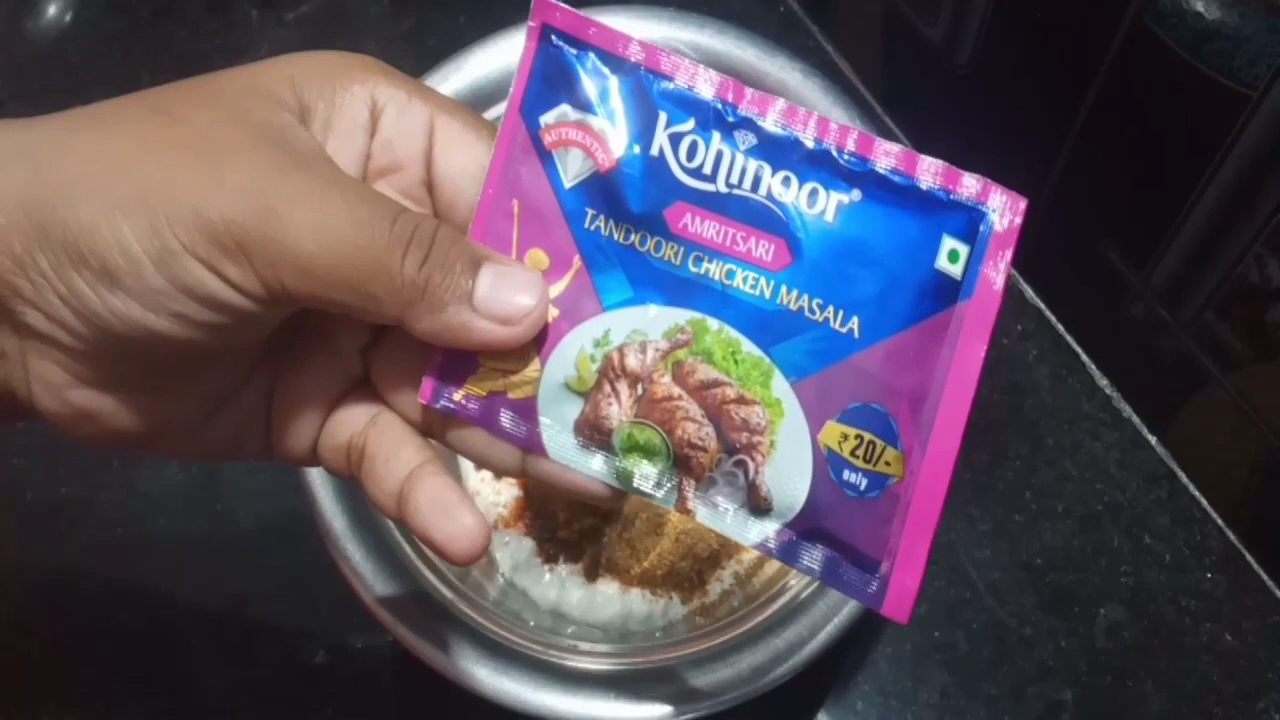 AUTHENTIC
Kohinoor®
AMRITSARI
TANDOORI CHICKEN MASALA
₹20/-
only